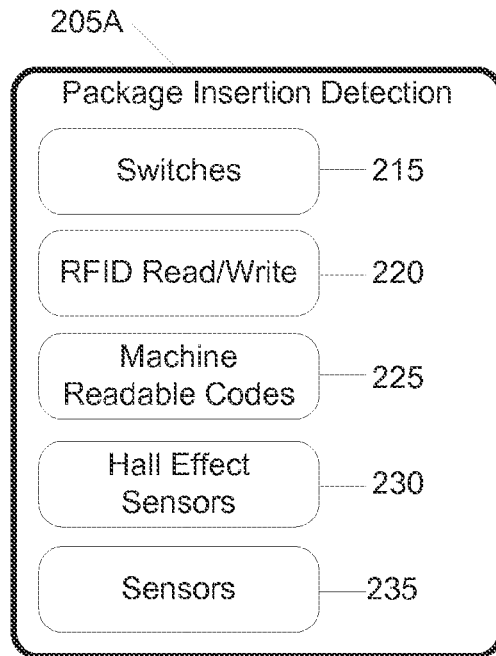 205A
Package Insertion Detection
Switches 215
RFID Read/Write 220
Machine
Readable Codes 225
Hall Effect
Sensors 230
Sensors 235